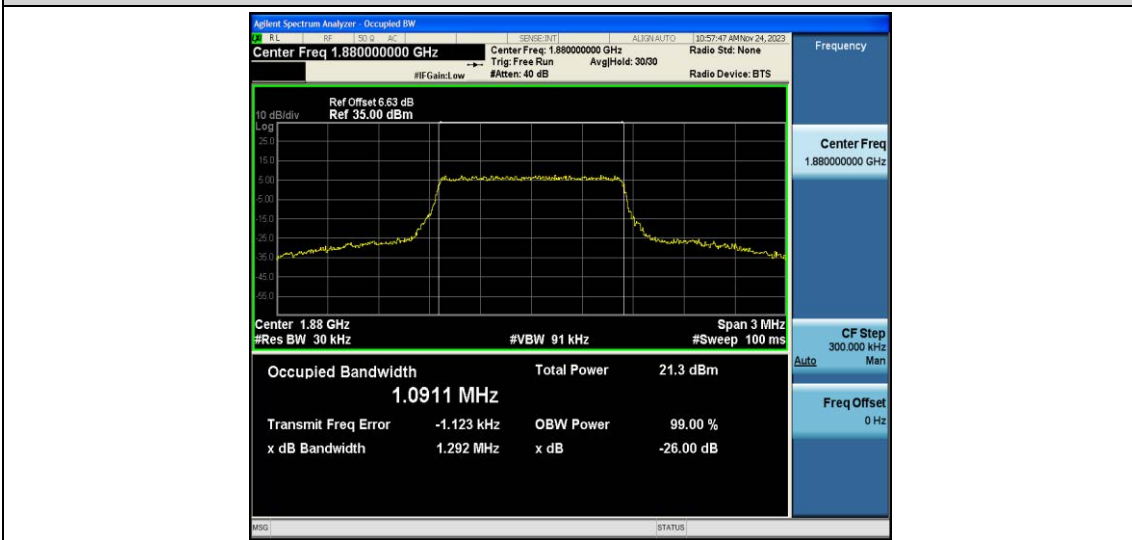 Agilent Spectrum Analyzer - Occupied BW
RL RF 50 Ω AC SENSE:INT ALIGN AUTO 10:57:47 AM Nov 24, 2023
Center Freq 1.880000000 GHz Center Freq: 1.880000000 GHz Radio Std: None
Trig: Free Run Avg|Hold: 30/30
#IFGain:Low #Atten: 40 dB Radio Device: BTS
Ref Offset 6.63 dB
10 dB/div Ref 35.00 dBm
Log
25.0
15.0
5.00
-5.00
-15.0
-25.0
-35.0
-45.0
-55.0
Center 1.88 GHz Span 3 MHz
#Res BW 30 kHz #VBW 91 kHz #Sweep 100 ms
Occupied Bandwidth Total Power 21.3 dBm
1.0911 MHz
Transmit Freq Error -1.123 kHz OBW Power 99.00 %
x dB Bandwidth 1.292 MHz x dB -26.00 dB
MSG STATUS
Frequency
Center Freq
1.880000000 GHz
CF Step
300.000 kHz
Auto Man
Freq Offset
0 Hz